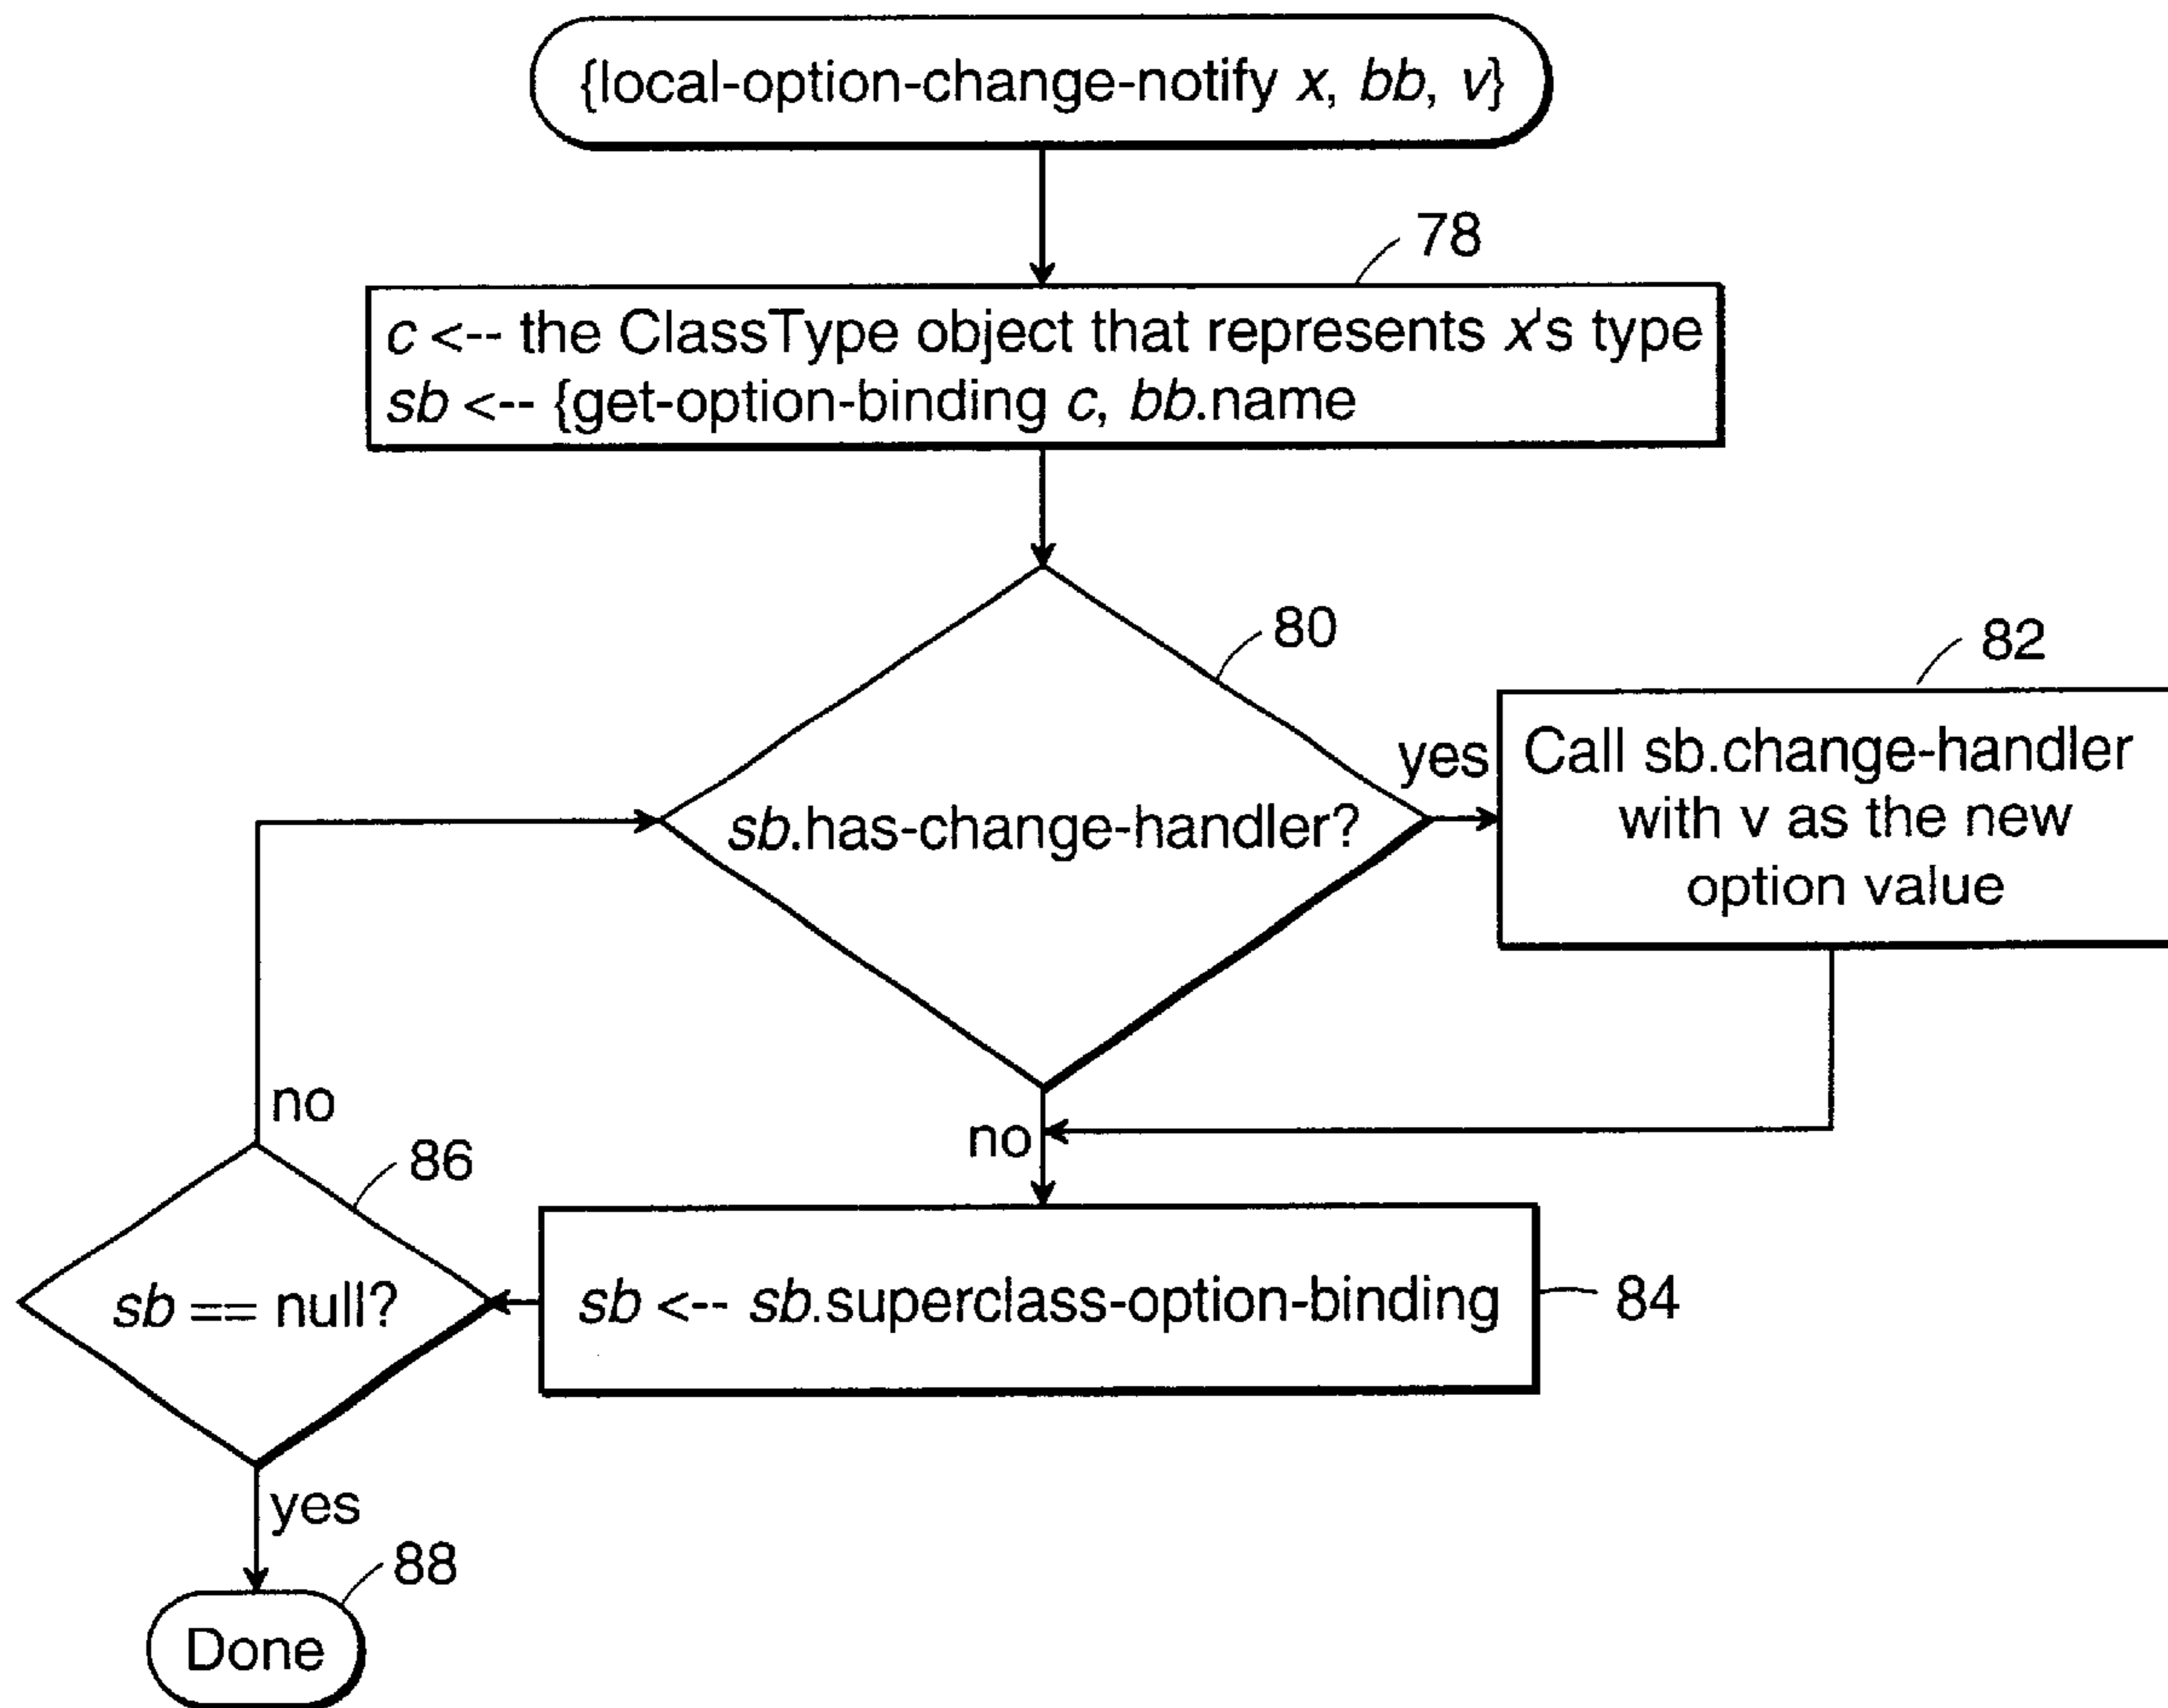 {local-option-change-notify x, bb, v}
78
c <-- the ClassType object that represents x's type
sb <-- {get-option-binding c, bb.name
80
82
yes
Call sb.change-handler
with v as the new
option value
sb.has-change-handler?
no
no
86
sb == null?
sb <-- sb.superclass-option-binding
84
yes
88
Done